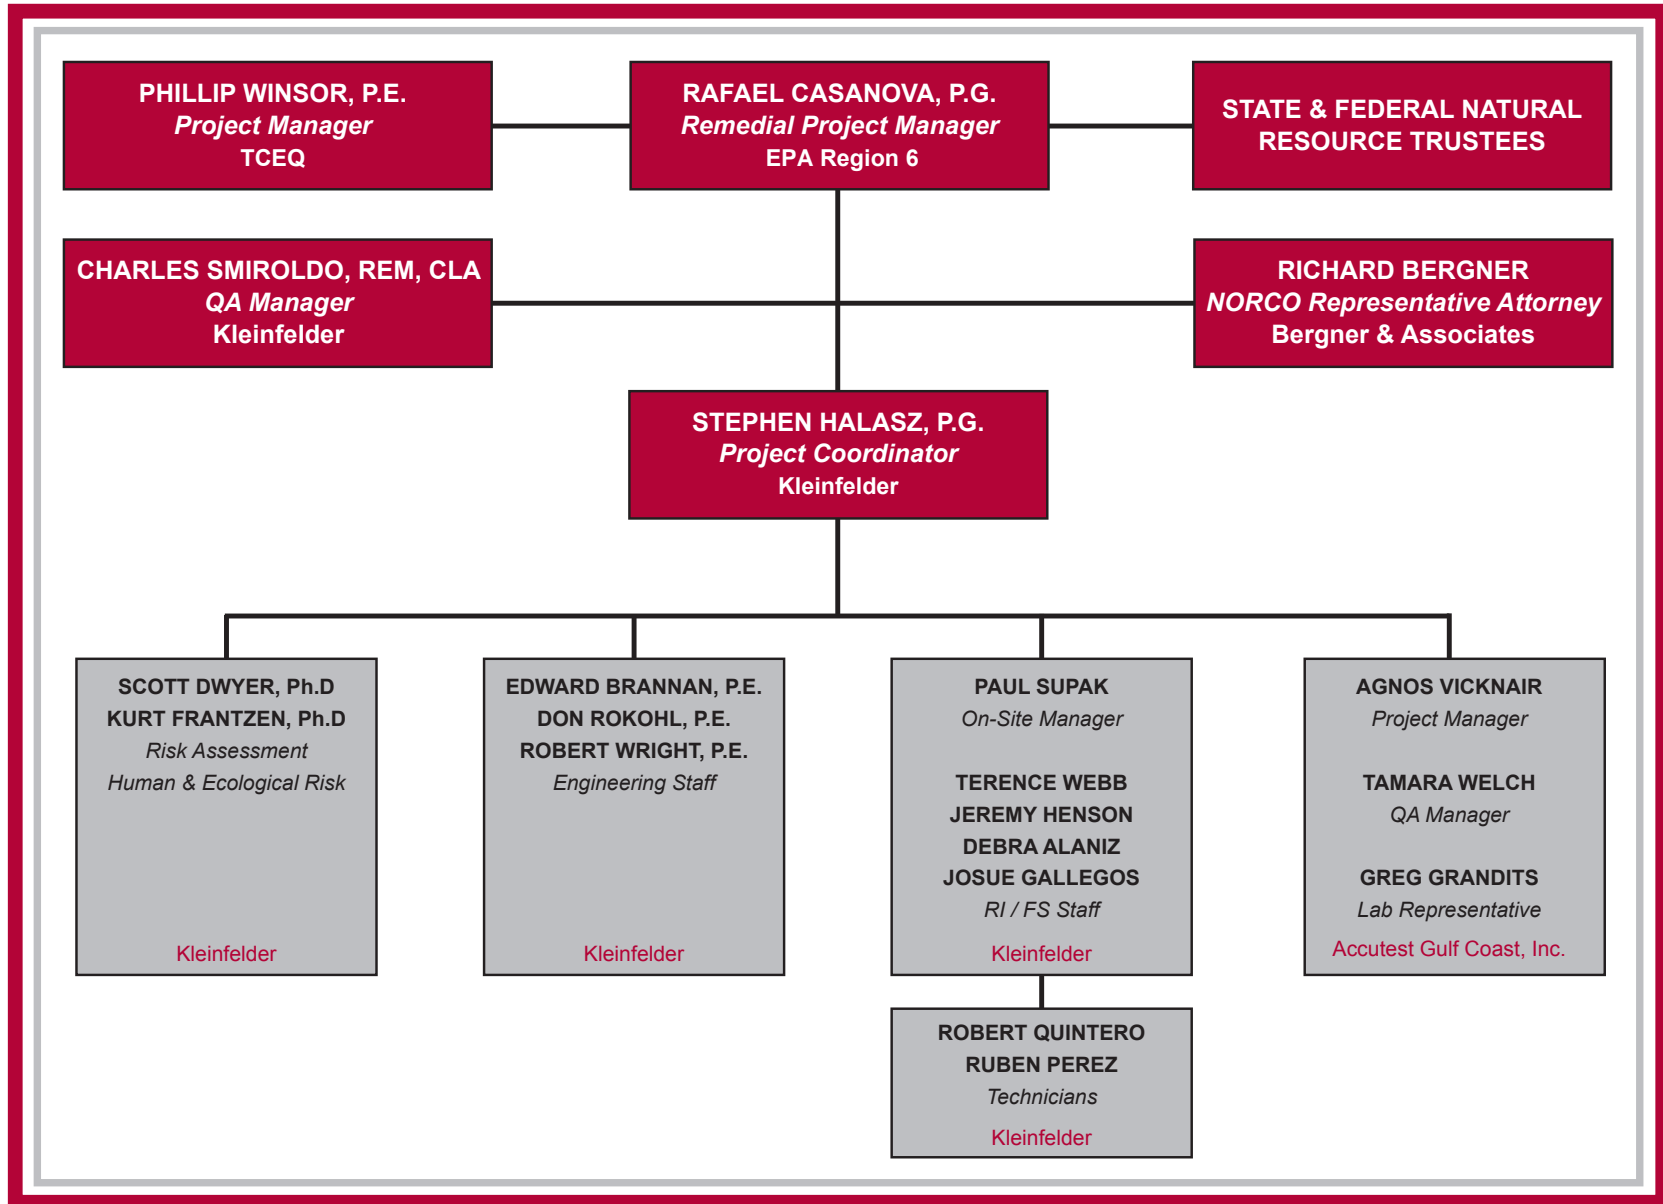 PHILLIP WINSOR, P.E.
Project Manager
TCEQ
RAFAEL CASANOVA, P.G.
Remedial Project Manager
EPA Region 6
STATE & FEDERAL NATURAL
RESOURCE TRUSTEES
CHARLES SMIROLDO, REM, CLA
QA Manager
Kleinfelder
RICHARD BERGNER
NORCO Representative Attorney
Bergner & Associates
STEPHEN HALASZ, P.G.
Project Coordinator
Kleinfelder
SCOTT DWYER, Ph.D
KURT FRANTZEN, Ph.D
Risk Assessment
Human & Ecological Risk
Kleinfelder
EDWARD BRANNAN, P.E.
DON ROKOHL, P.E.
ROBERT WRIGHT, P.E.
Engineering Staff
Kleinfelder
PAUL SUPAK
On-Site Manager
TERENCE WEBB
JEREMY HENSON
DEBRA ALANIZ
JOSUE GALLEGOS
RI / FS Staff
Kleinfelder
AGNOS VICKNAIR
Project Manager
TAMARA WELCH
QA Manager
GREG GRANDITS
Lab Representative
Accutest Gulf Coast, Inc.
ROBERT QUINTERO
RUBEN PEREZ
Technicians
Kleinfelder